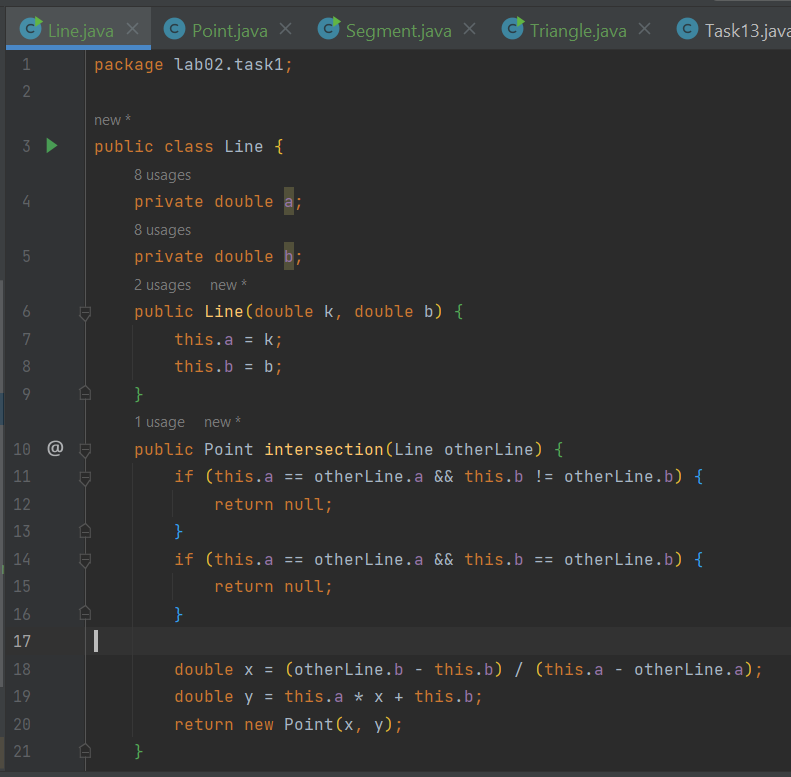 Line.java Point.java Segment.java Triangle.java Task13.java
1 package lab02.task1;
2
new *
3 public class Line {
8 usages
4 private double a;
8 usages
5 private double b;
2 usages new *
6 public Line(double k, double b) {
7 this.a = k;
8 this.b = b;
9 }
1 usage new *
10 @ public Point intersection(Line otherLine) {
11 if (this.a == otherLine.a && this.b != otherLine.b) {
12 return null;
13 }
14 if (this.a == otherLine.a && this.b == otherLine.b) {
15 return null;
16 }
17
18 double x = (otherLine.b - this.b) / (this.a - otherLine.a);
19 double y = this.a * x + this.b;
20 return new Point(x, y);
21 }